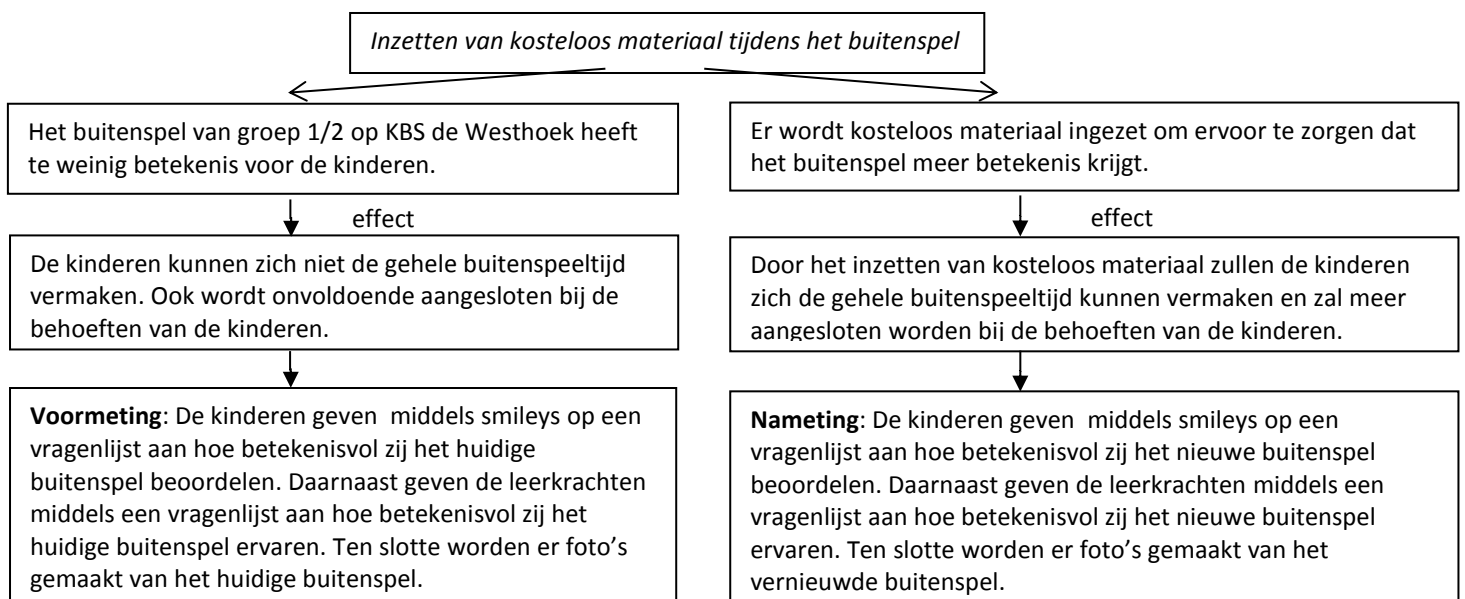 Inzetten van kosteloos materiaal tijdens het buitenspel
Het buitenspel van groep 1/2 op KBS de Westhoek heeft
te weinig betekenis voor de kinderen.
effect
De kinderen kunnen zich niet de gehele buitenspeeltijd
vermaken. Ook wordt onvoldoende aangesloten bij de
behoeften van de kinderen.
Voormeting: De kinderen geven middels smileys op een
vragenlijst aan hoe betekenisvol zij het huidige
buitenspel beoordelen. Daarnaast geven de leerkrachten
middels een vragenlijst aan hoe betekenisvol zij het
huidige buitenspel ervaren. Ten slotte worden er foto’s
gemaakt van het huidige buitenspel.
Er wordt kosteloos materiaal ingezet om ervoor te zorgen dat
het buitenspel meer betekenis krijgt.
effect
Door het inzetten van kosteloos materiaal zullen de kinderen
zich de gehele buitenspeeltijd kunnen vermaken en zal meer
aangesloten worden bij de behoeften van de kinderen.
Nameting: De kinderen geven middels smileys op een
vragenlijst aan hoe betekenisvol zij het nieuwe buitenspel
beoordelen. Daarnaast geven de leerkrachten middels een
vragenlijst aan hoe betekenisvol zij het nieuwe buitenspel
ervaren. Ten slotte worden er foto’s gemaakt van het
vernieuwde buitenspel.